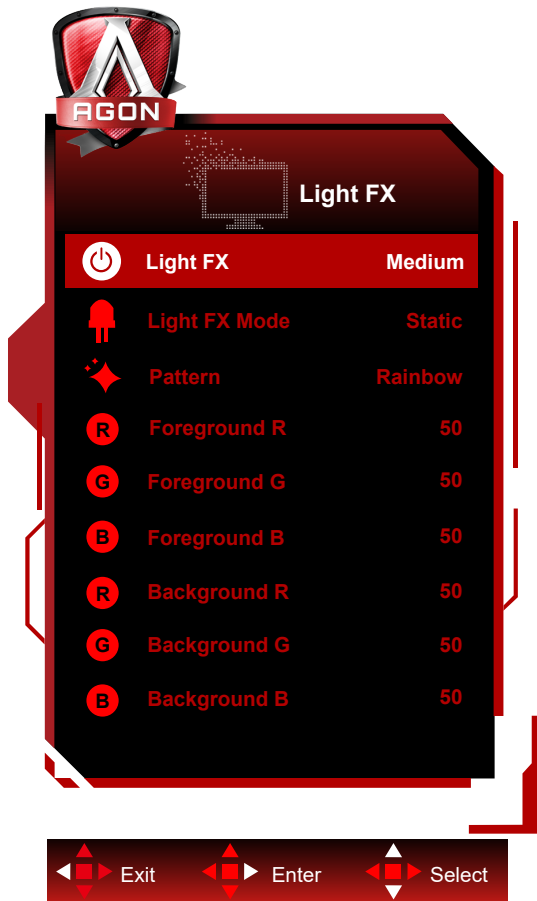 AGON
Light FX
Light FX Medium
Light FX Mode Static
Pattern Rainbow
R Foreground R 50
G Foreground G 50
B Foreground B 50
R Background R 50
G Background G 50
B Background B 50
Exit Enter Select